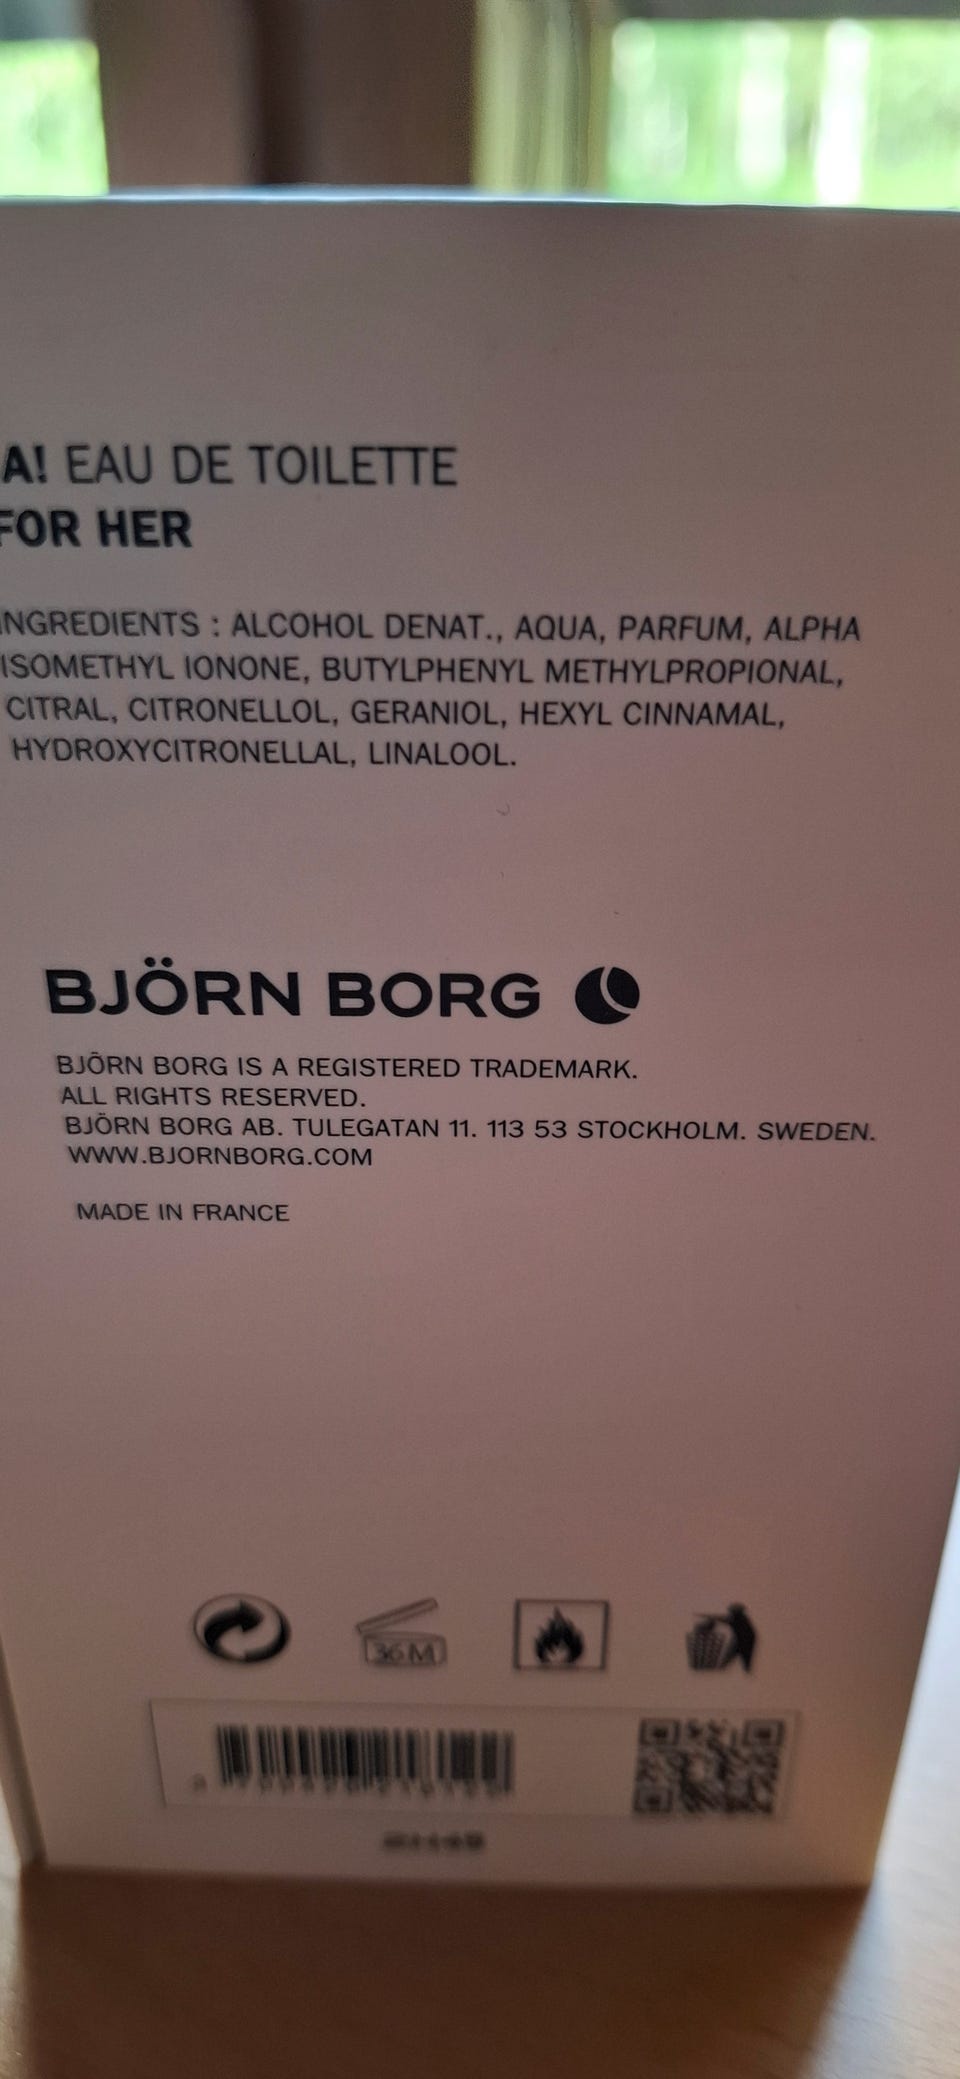 A! EAU DE TOILETTE
FOR HER
INGREDIENTS : ALCOHOL DENAT., AQUA, PARFUM, ALPHA
ISOMETHYL IONONE, BUTYLPHENYL METHYLPROPIONAL,
CITRAL, CITRONELLOL, GERANIOL, HEXYL CINNAMAL,
HYDROXYCITRONELLAL, LINALOOL.
BJÖRN BORG
BJÖRN BORG IS A REGISTERED TRADEMARK.
ALL RIGHTS RESERVED.
BJÖRN BORG AB. TULEGATAN 11. 113 53 STOCKHOLM. SWEDEN.
WWW.BJORNBORG.COM
MADE IN FRANCE
36M